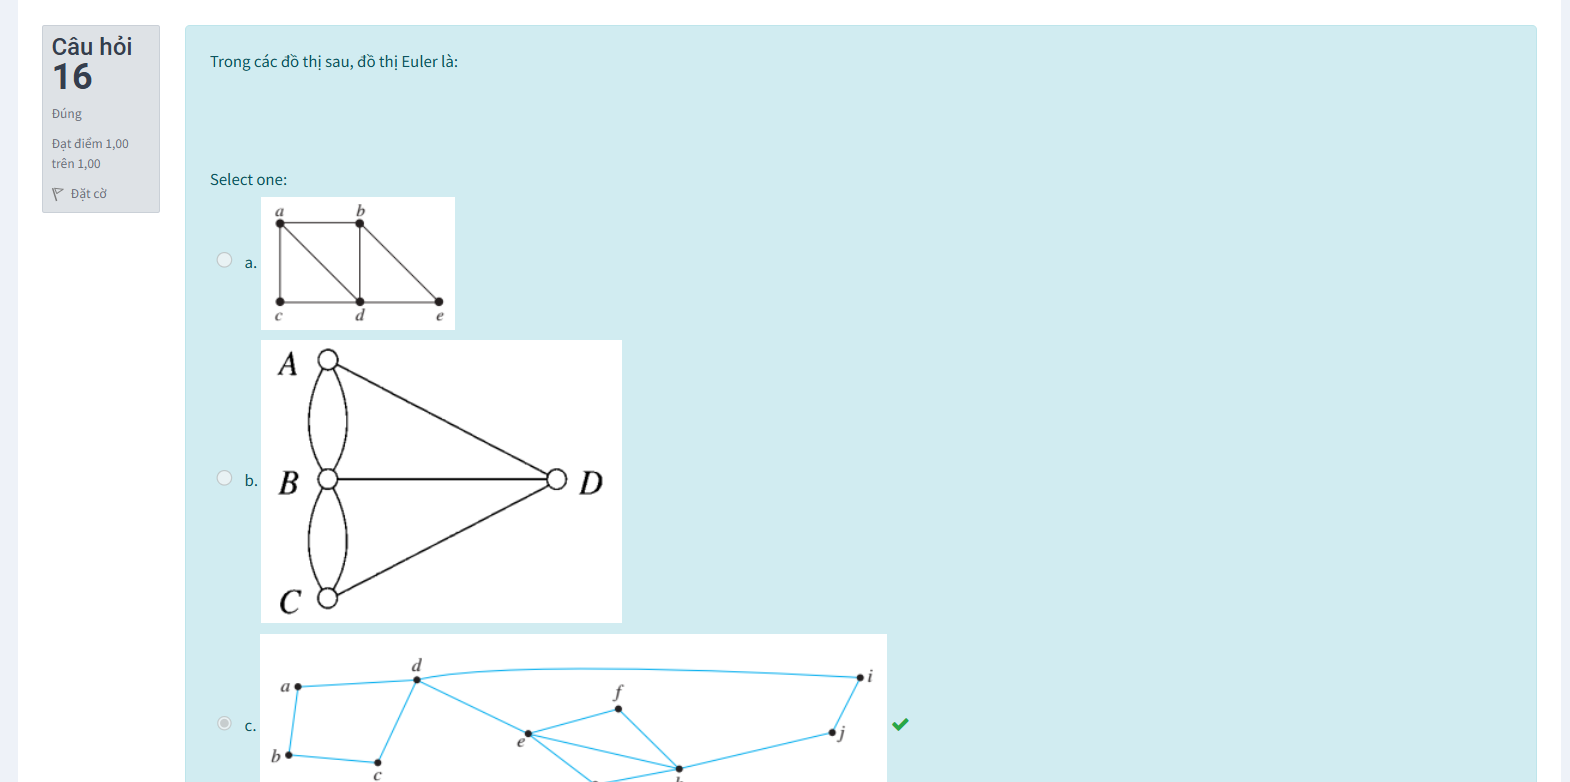 Câu hỏi
16
Đúng
Đạt điểm 1,00
trên 1,00
Đặt cờ
Trong các đồ thị sau, đồ thị Euler là:
Select one:
a.
a b
c d e
b.
A
B D
C
c.
d
a i
f
e j
b
c